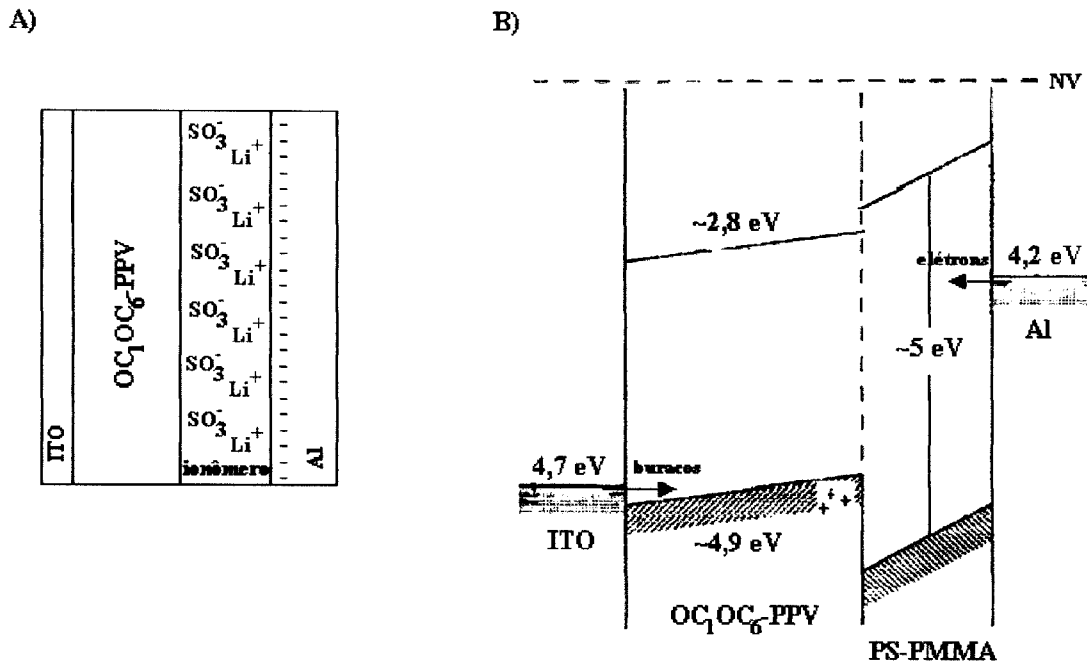 A)
ITO
OC₁OC₆-PPV
SO₃⁻ Li⁺
SO₃⁻ Li⁺
SO₃⁻ Li⁺
SO₃⁻ Li⁺
SO₃⁻ Li⁺
SO₃⁻ Li⁺
ionômero
Al
B)
NV
~2,8 eV
elétrons
4,2 eV
Al
~5 eV
4,7 eV
buracos
ITO
+ + +
~4,9 eV
OC₁OC₆-PPV
PS-PMMA